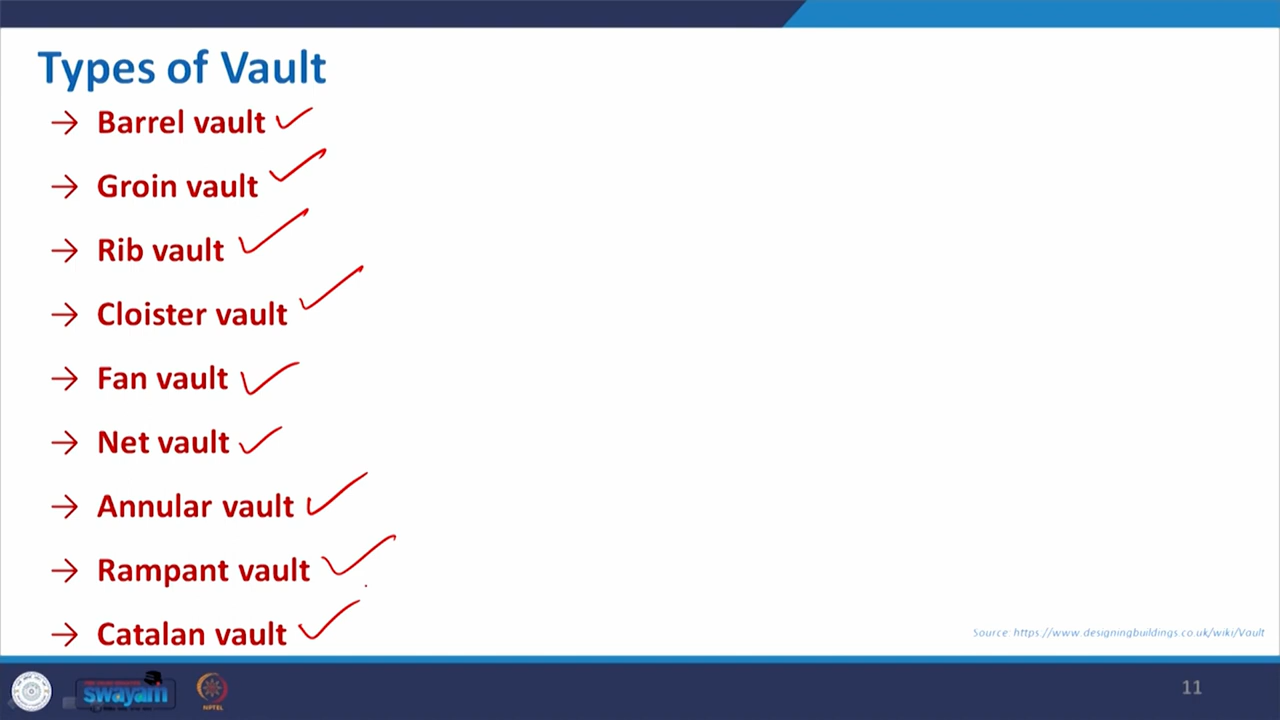 Types of Vault
→ Barrel vault ✓
→ Groin vault ✓
→ Rib vault ✓
→ Cloister vault ✓
→ Fan vault ✓
→ Net vault ✓
→ Annular vault ✓
→ Rampant vault ✓
→ Catalan vault ✓
Source: https://www.designingbuildings.co.uk/wiki/Vault
swayam
NPTEL
11